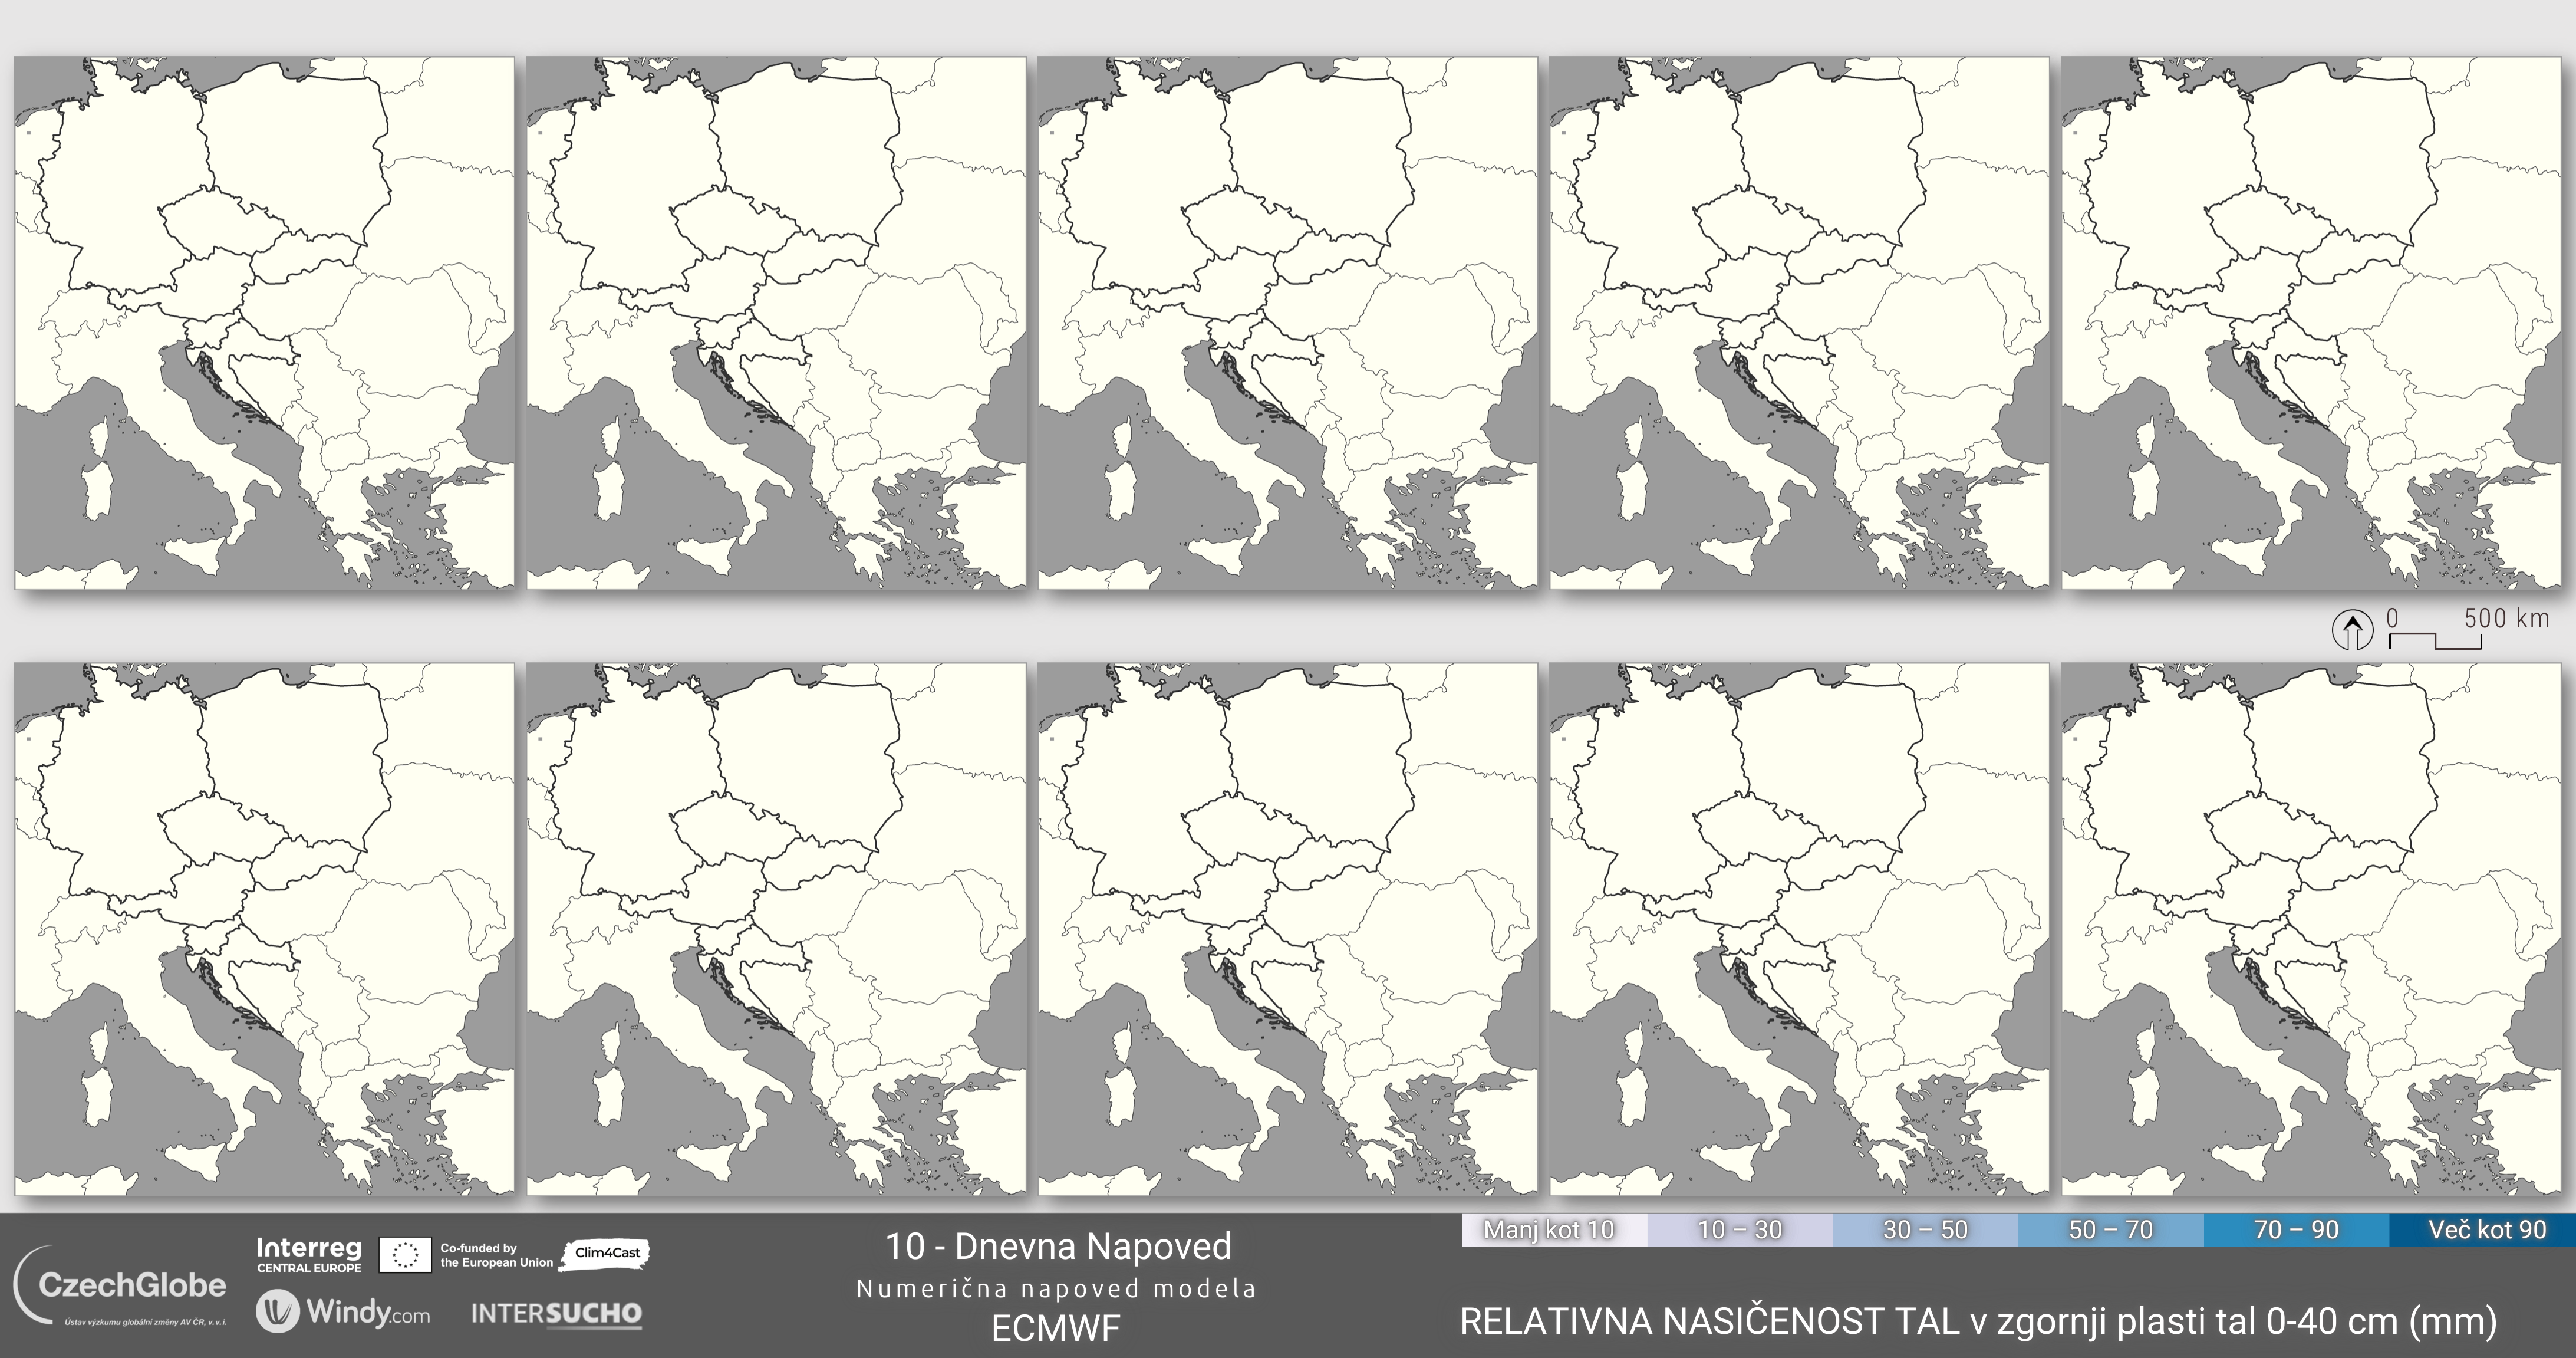 0 500 km
Manj kot 10 10 – 30 30 – 50 50 – 70 70 – 90 Več kot 90
Interreg
CENTRAL EUROPE
Co-funded by
the European Union
Clim4Cast
CzechGlobe
Ústav výzkumu globální změny AV ČR, v. v. i.
Windy.com
INTERSUCHO
10 - Dnevna Napoved
Numerična napoved modela
ECMWF
RELATIVNA NASIČENOST TAL v zgornji plasti tal 0-40 cm (mm)